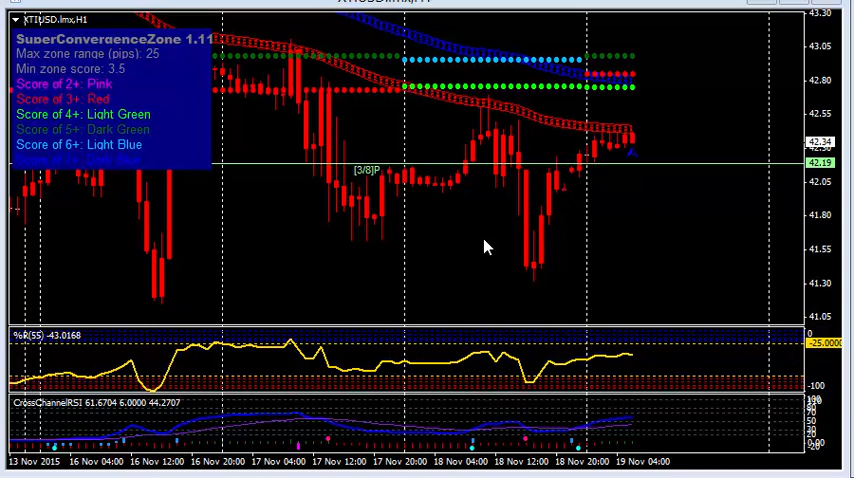 XTIUSD.lmx,H1
SuperConvergenceZone 1.11
Max zone range (pips): 25
Min zone score: 3.5
Score of 2+: Pink
Score of 3+: Red
Score of 4+: Light Green
Score of 5+: Dark Green
Score of 6+: Light Blue
[3/8]P
43.30
43.05
42.80
42.55
42.34
42.19
42.05
41.80
41.55
41.30
41.05
%R(55) -43.0168
0
-25.0000
-100
CrossChannelRSI 61.6704 6.0000 44.2707
13 Nov 2015 16 Nov 04:00 16 Nov 12:00 16 Nov 20:00 17 Nov 04:00 17 Nov 12:00 17 Nov 20:00 18 Nov 04:00 18 Nov 12:00 18 Nov 20:00 19 Nov 04:00